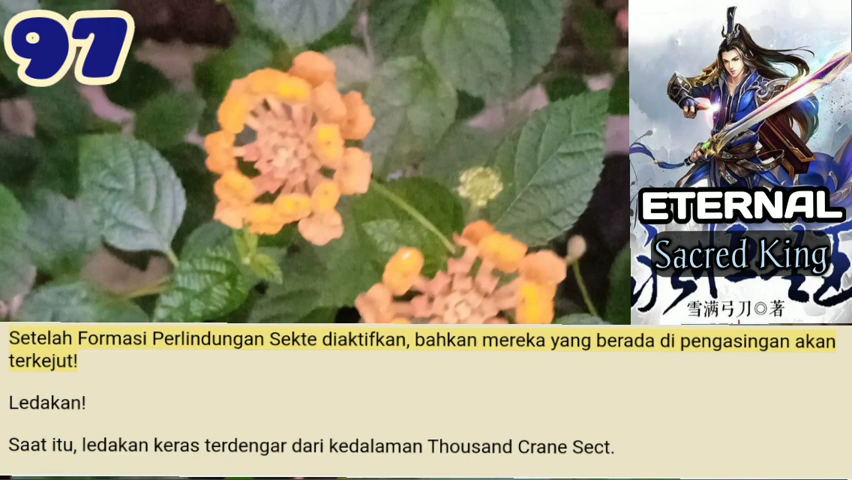 97
ETERNAL
Sacred King
雪满弓刀◎著
Setelah Formasi Perlindungan Sekte diaktifkan, bahkan mereka yang berada di pengasingan akan
terkejut!
Ledakan!
Saat itu, ledakan keras terdengar dari kedalaman Thousand Crane Sect.